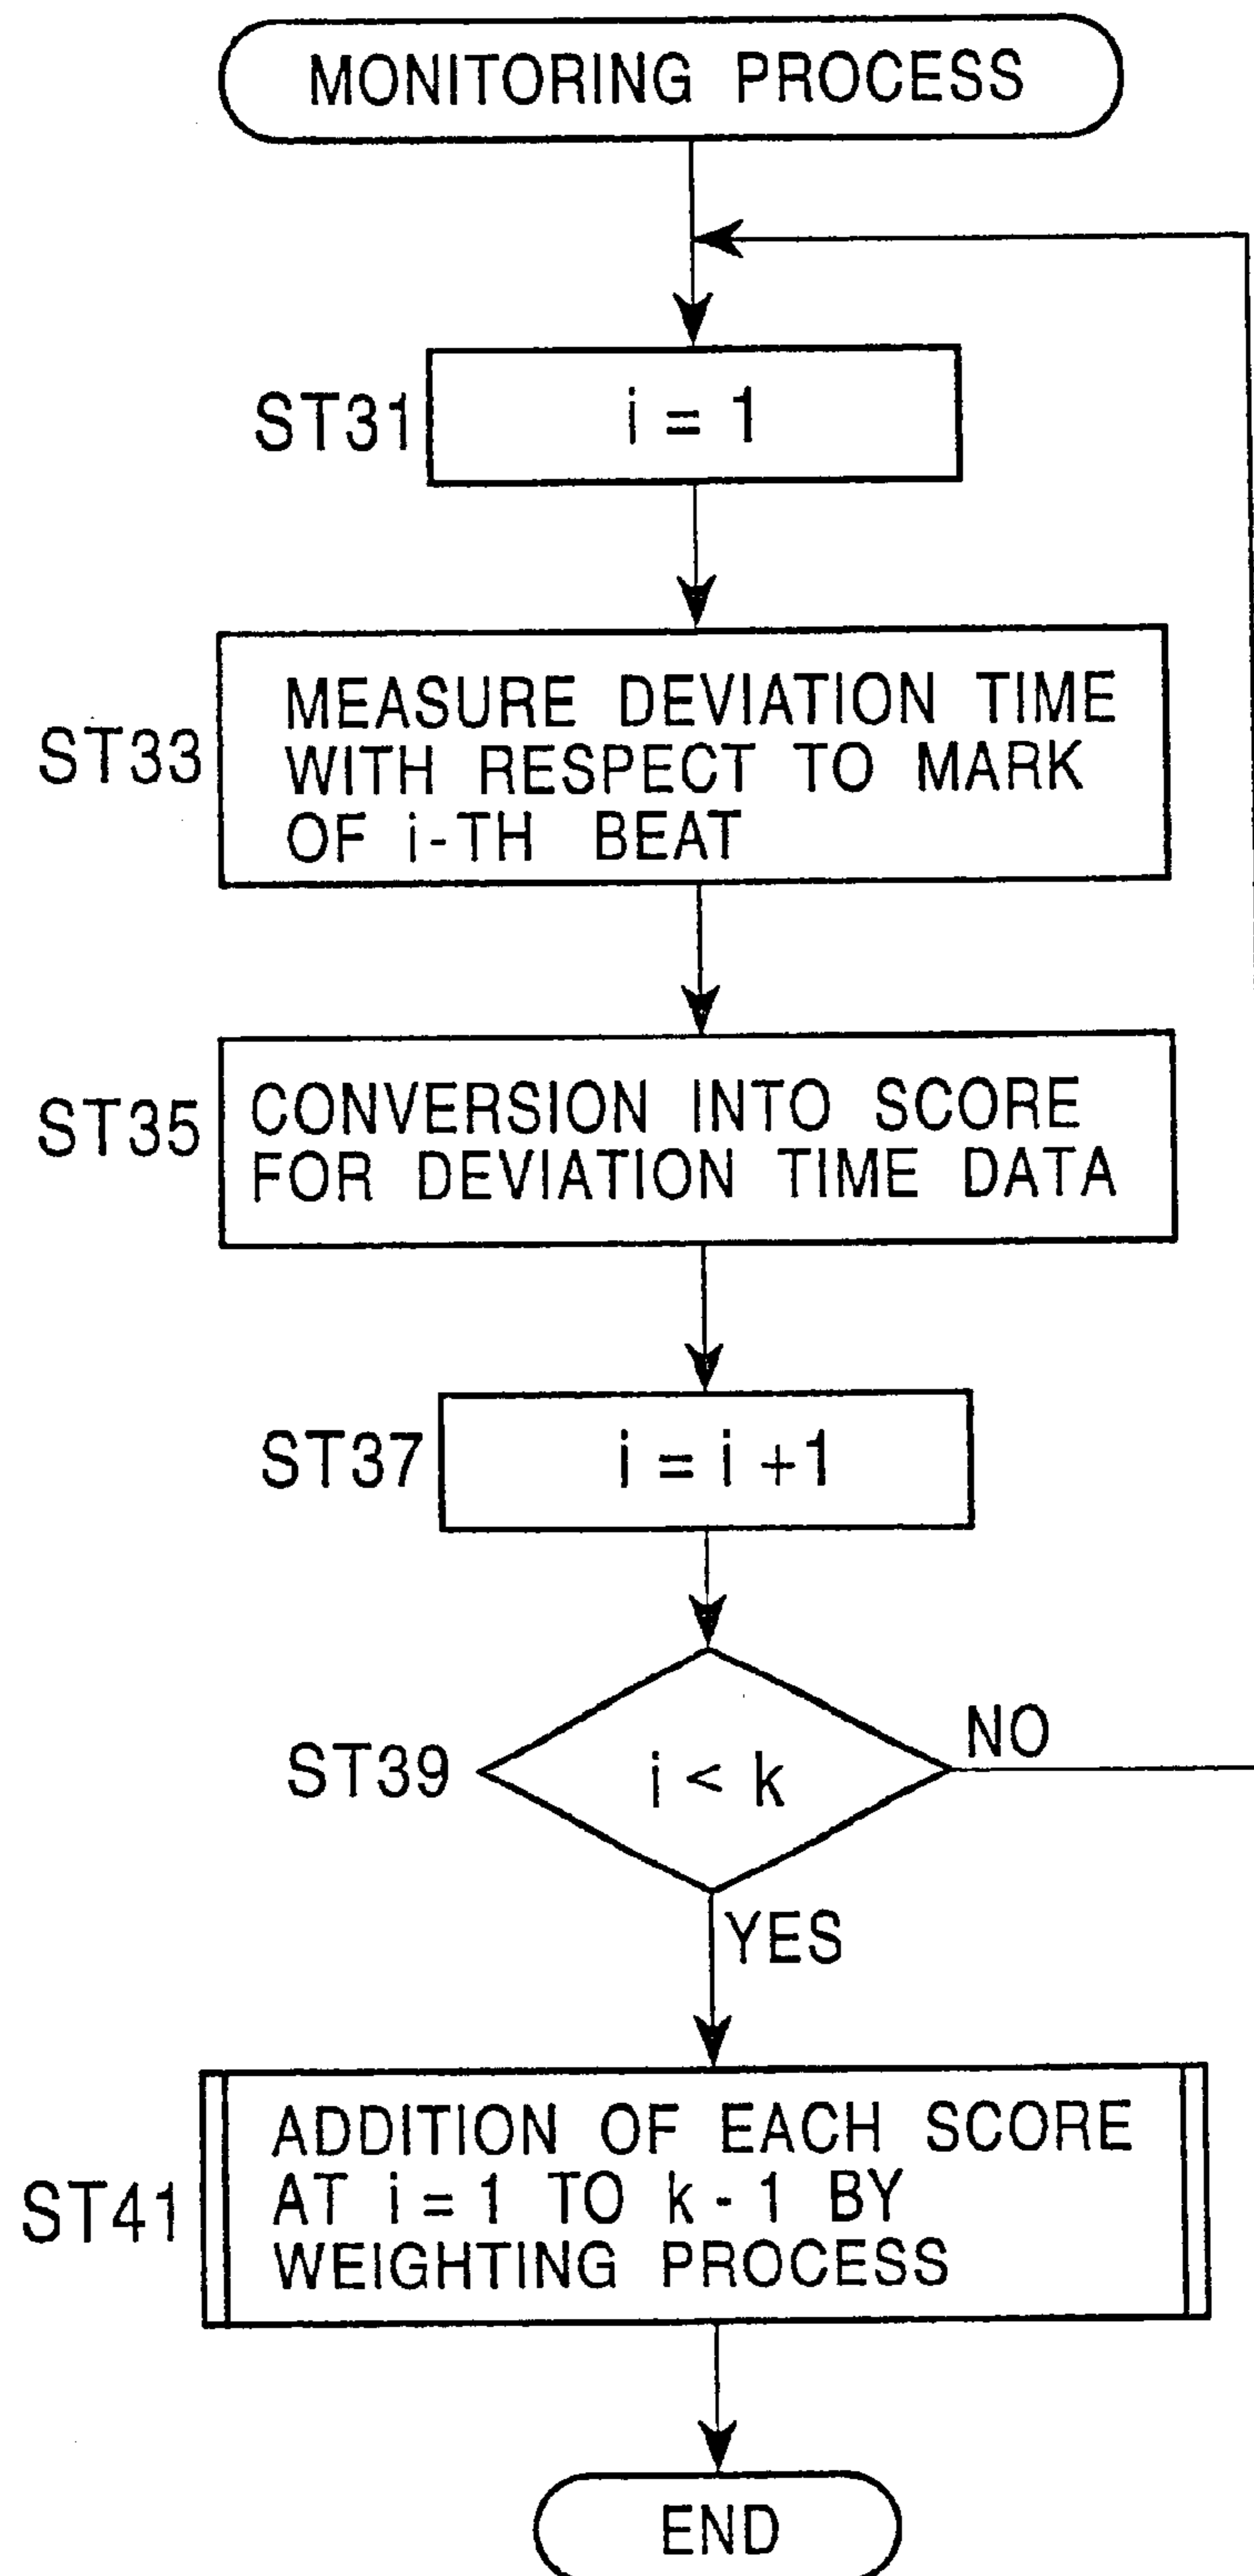 MONITORING PROCESS
ST31
i = 1
ST33
MEASURE DEVIATION TIME
WITH RESPECT TO MARK
OF i-TH BEAT
ST35
CONVERSION INTO SCORE
FOR DEVIATION TIME DATA
ST37
i = i +1
ST39
i < k
NO
YES
ST41
ADDITION OF EACH SCORE
AT i = 1 TO k - 1 BY
WEIGHTING PROCESS
END